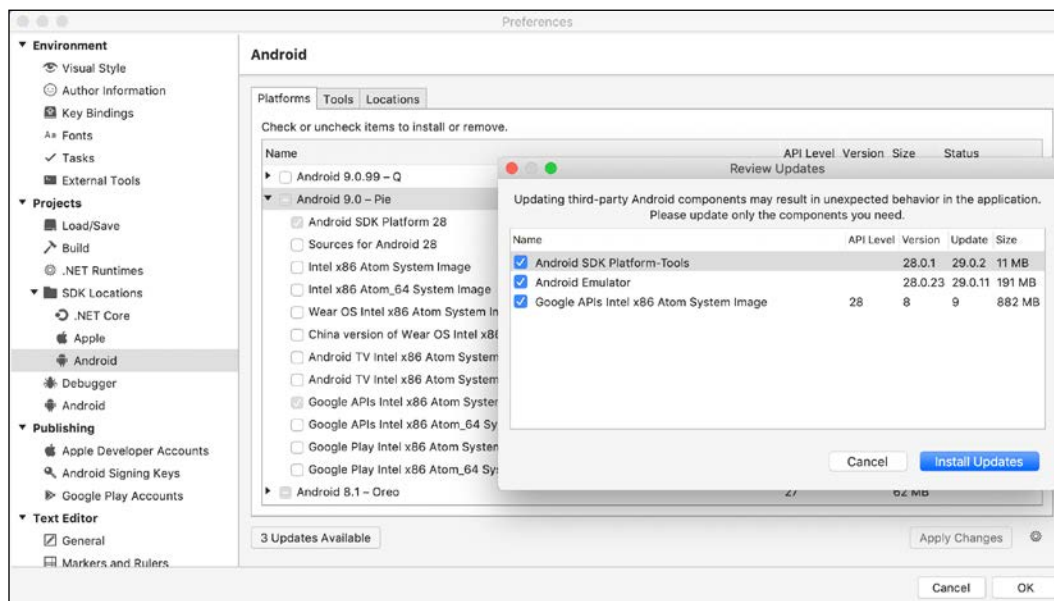 Preferences
Environment
Visual Style
Author Information
Key Bindings
Aa Fonts
Tasks
External Tools
Projects
Load/Save
Build
.NET Runtimes
SDK Locations
.NET Core
Apple
Android
Debugger
Android
Publishing
Apple Developer Accounts
Android Signing Keys
Google Play Accounts
Text Editor
General
Markers and Rulers
Android
Platforms Tools Locations
Check or uncheck items to install or remove.
Name API Level Version Size Status
Android 9.0.99 – Q
Android 9.0 – Pie
Android SDK Platform 28
Sources for Android 28
Intel x86 Atom System Image
Intel x86 Atom_64 System Image
Wear OS Intel x86 Atom System Im
China version of Wear OS Intel x86
Android TV Intel x86 Atom System
Android TV Intel x86 Atom System
Google APIs Intel x86 Atom System
Google APIs Intel x86 Atom_64 Sy
Google Play Intel x86 Atom System
Google Play Intel x86 Atom_64 Sy
Android 8.1 – Oreo 27 62 MB
3 Updates Available
Apply Changes
Cancel OK
Review Updates
Updating third-party Android components may result in unexpected behavior in the application.
Please update only the components you need.
Name API Level Version Update Size
Android SDK Platform-Tools 28.0.1 29.0.2 11 MB
Android Emulator 28.0.23 29.0.11 191 MB
Google APIs Intel x86 Atom System Image 28 8 9 882 MB
Cancel Install Updates